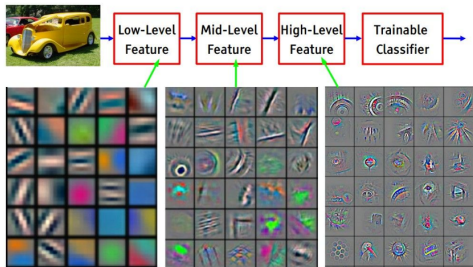 Low-Level
Feature
Mid-Level
Feature
High-Level
Feature
Trainable
Classifier